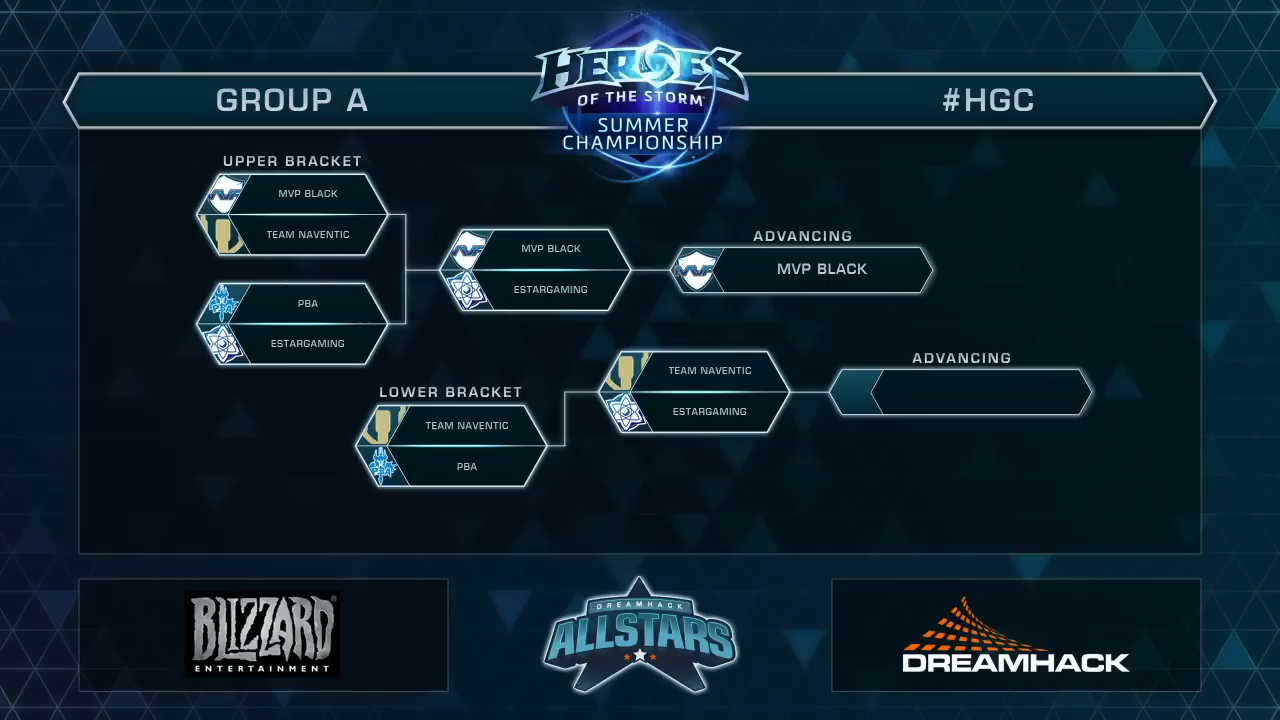 HEROES
OF THE STORM
SUMMER
CHAMPIONSHIP
GROUP A
#HGC
UPPER BRACKET
MVP BLACK
TEAM NAVENTIC
PBA
ESTARGAMING
MVP BLACK
ESTARGAMING
ADVANCING
MVP BLACK
LOWER BRACKET
TEAM NAVENTIC
PBA
TEAM NAVENTIC
ESTARGAMING
ADVANCING
BLIZZARD
ENTERTAINMENT
DREAMHACK
ALLSTARS
DREAMHACK